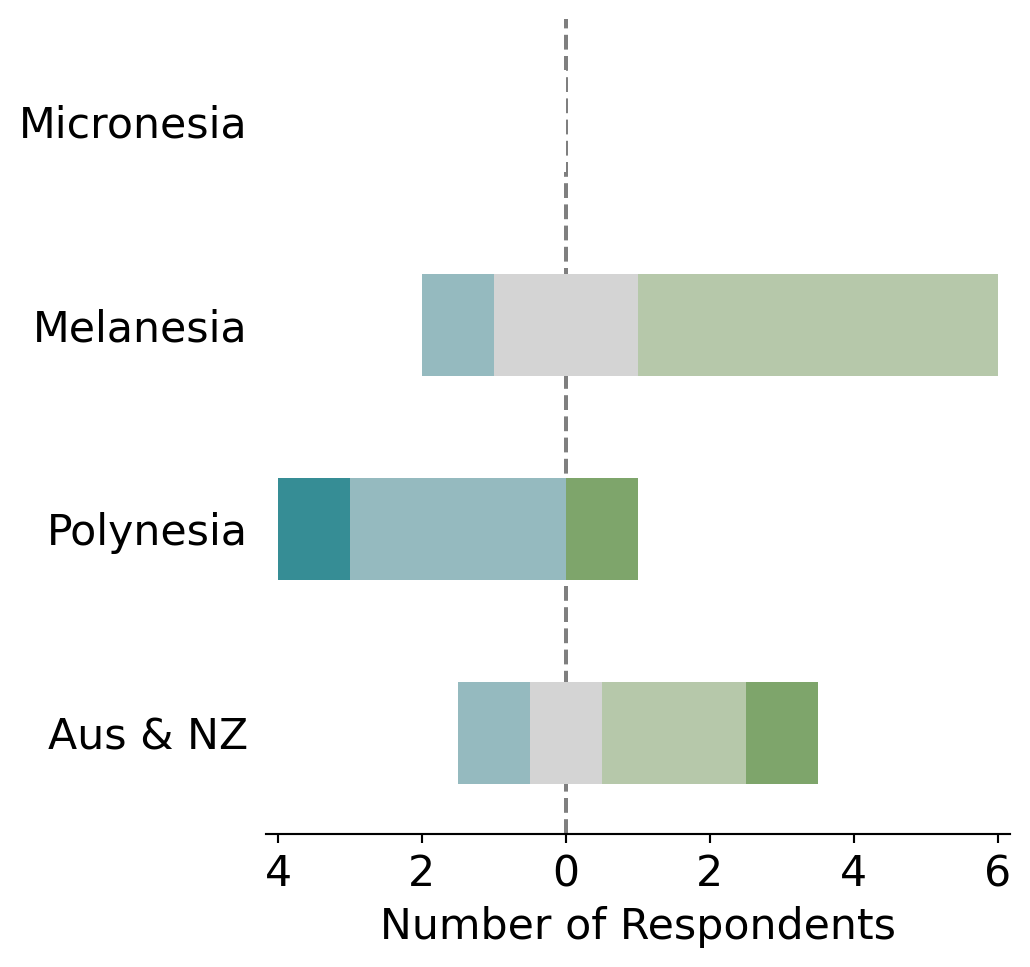 Micronesia
Melanesia
Polynesia
Aus & NZ
4 2 0 2 4 6
Number of Respondents